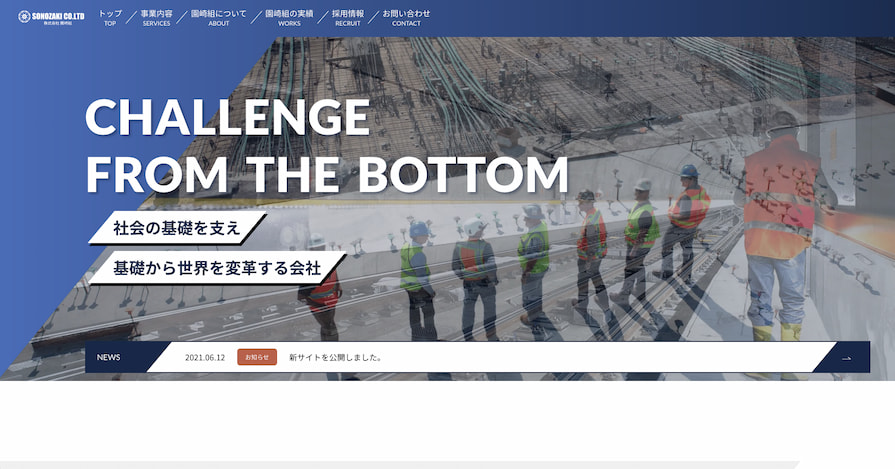 SONOZAKI CO.LTD
株式会社 園崎組
トップ
TOP
事業内容
SERVICES
園崎組について
ABOUT
園崎組の実績
WORKS
採用情報
RECRUIT
お問い合わせ
CONTACT
CHALLENGE
FROM THE BOTTOM
社会の基礎を支え
基礎から世界を変革する会社
NEWS
2021.06.12
お知らせ
新サイトを公開しました。